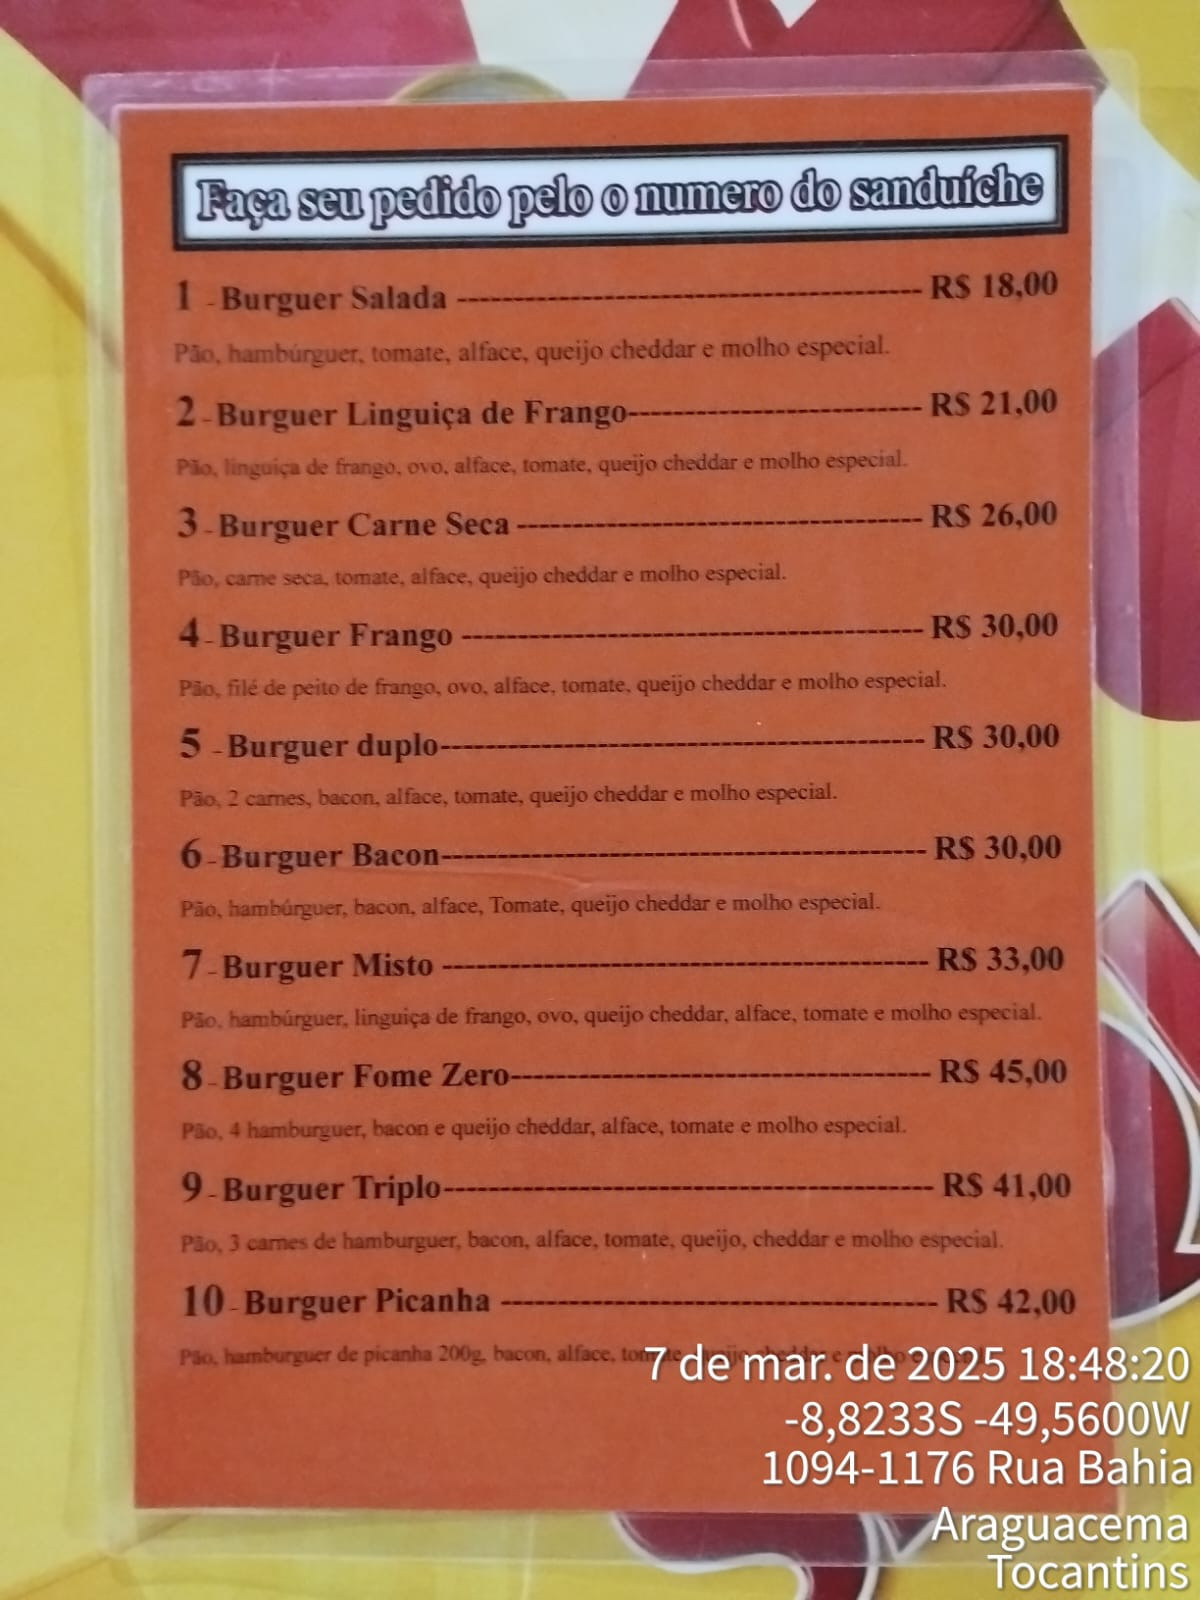 Faça seu pedido pelo o numero do sanduíche
1 - Burguer Salada ---------------------------------------- R$ 18,00
Pão, hambúrguer, tomate, alface, queijo cheddar e molho especial.
2 - Burguer Linguiça de Frango------------------------- R$ 21,00
Pão, linguiça de frango, ovo, alface, tomate, queijo cheddar e molho especial.
3 - Burguer Carne Seca ----------------------------------- R$ 26,00
Pão, carne seca, tomate, alface, queijo cheddar e molho especial.
4 - Burguer Frango ---------------------------------------- R$ 30,00
Pão, filé de peito de frango, ovo, alface, tomate, queijo cheddar e molho especial.
5 - Burguer duplo------------------------------------------ R$ 30,00
Pão, 2 carnes, bacon, alface, tomate, queijo cheddar e molho especial.
6 - Burguer Bacon------------------------------------------ R$ 30,00
Pão, hambúrguer, bacon, alface, Tomate, queijo cheddar e molho especial.
7 - Burguer Misto ------------------------------------------ R$ 33,00
Pão, hambúrguer, linguiça de frango, ovo, queijo cheddar, alface, tomate e molho especial.
8 - Burguer Fome Zero------------------------------------ R$ 45,00
Pão, 4 hamburguer, bacon e queijo cheddar, alface, tomate e molho especial.
9 - Burguer Triplo------------------------------------------ R$ 41,00
Pão, 3 carnes de hamburguer, bacon, alface, tomate, queijo, cheddar e molho especial.
10 - Burguer Picanha -------------------------------------- R$ 42,00
Pão, hamburguer de picanha 200g, bacon, alface, tomate, queijo cheddar e molho
7 de mar. de 2025 18:48:20
-8,8233S -49,5600W
1094-1176 Rua Bahia
Araguacema
Tocantins